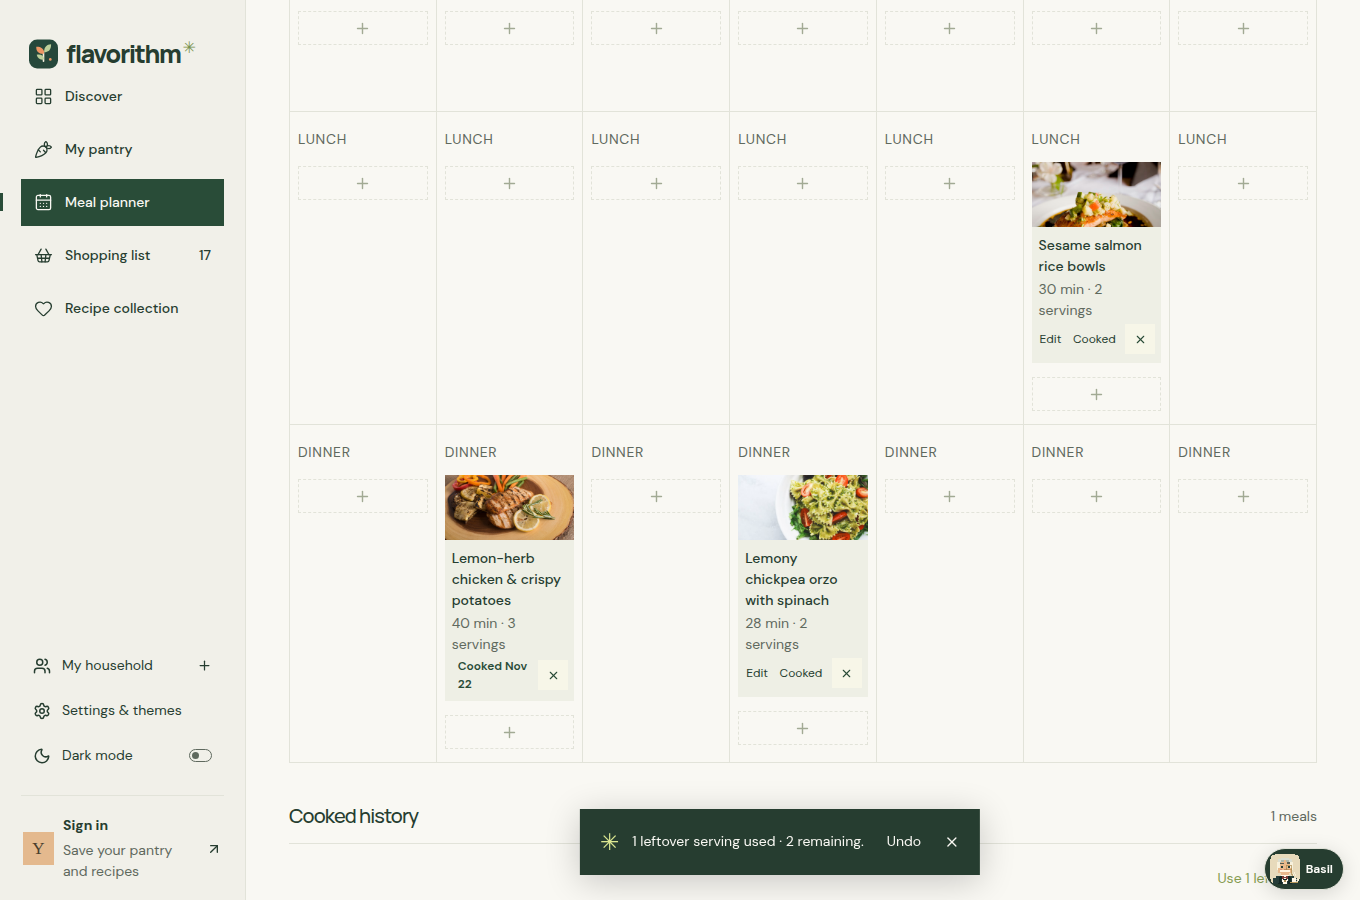 flavorithm
Discover
My pantry
Meal planner
Shopping list 17
Recipe collection
My household
Settings & themes
Dark mode
Y
Sign in
Save your pantry
and recipes
LUNCH LUNCH LUNCH LUNCH LUNCH LUNCH LUNCH
Sesame salmon
rice bowls
30 min · 2
servings
Edit Cooked
DINNER DINNER DINNER DINNER DINNER DINNER DINNER
Lemon-herb
chicken & crispy
potatoes
40 min · 3
servings
Cooked Nov
22
Lemony
chickpea orzo
with spinach
28 min · 2
servings
Edit Cooked
Cooked history
1 meals
1 leftover serving used · 2 remaining. Undo
Use 1
Basil